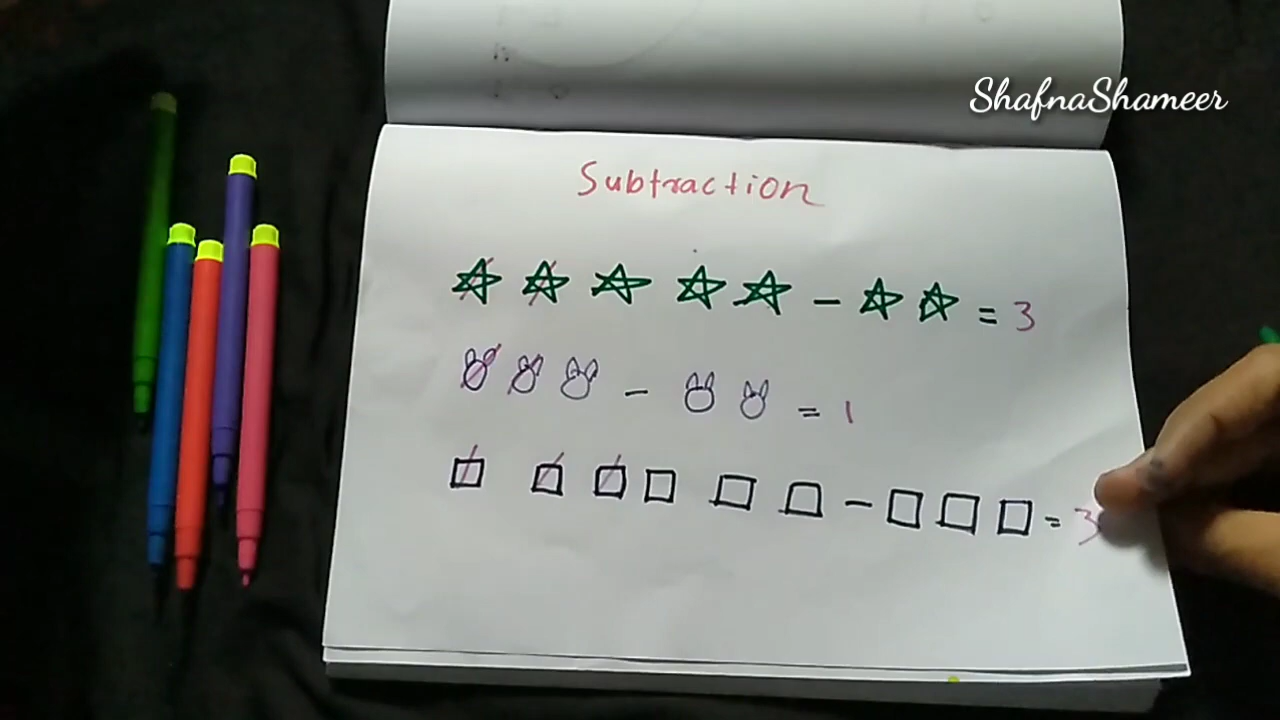 ShafnaShameer
Subtraction
- = 3
- = 1
- = 3